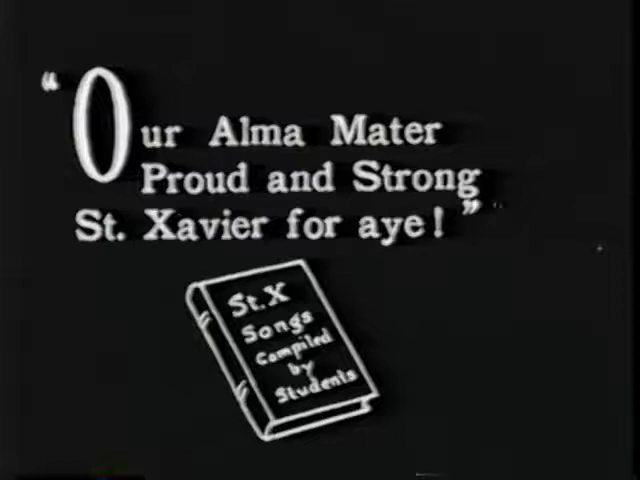 “Our Alma Mater
Proud and Strong
St. Xavier for aye!”
St.X
Songs
Compiled
by
Students